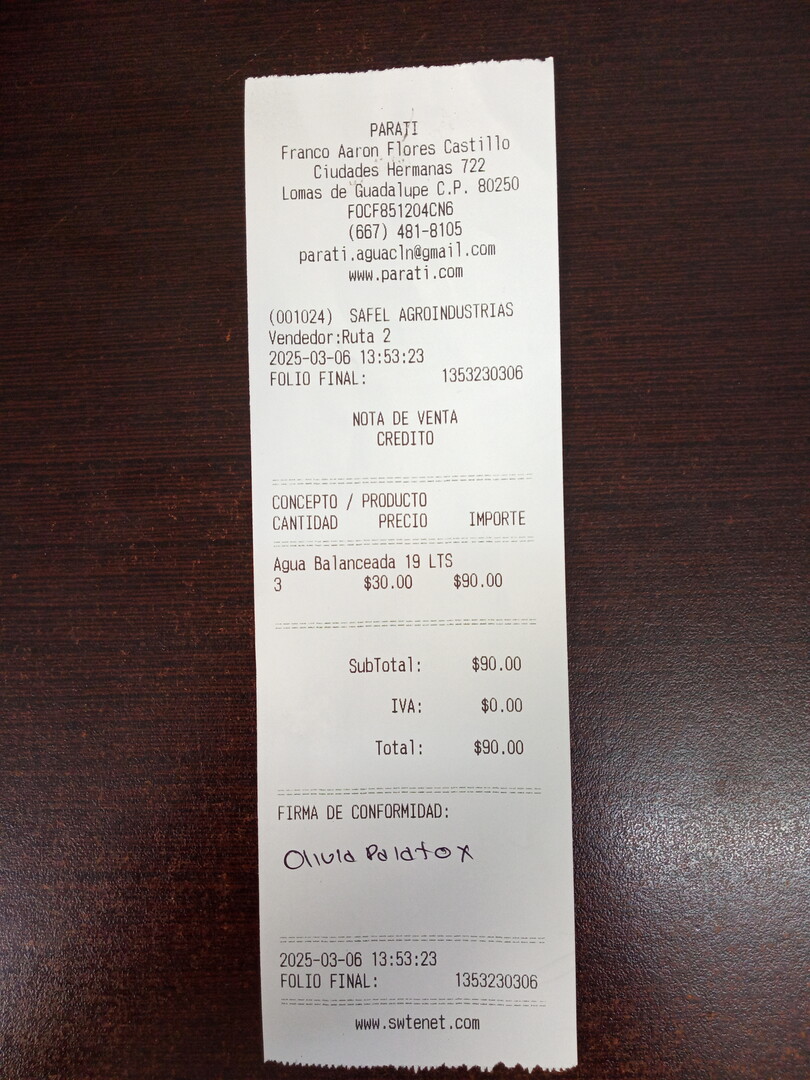 PARATI
Franco Aaron Flores Castillo
Ciudades Hermanas 722
Lomas de Guadalupe C.P. 80250
FOCF851204CN6
(667) 481-8105
parati.aguacln@gmail.com
www.parati.com
(001024) SAFEL AGROINDUSTRIAS
Vendedor:Ruta 2
2025-03-06 13:53:23
FOLIO FINAL: 1353230306
NOTA DE VENTA
CREDITO
CONCEPTO / PRODUCTO
CANTIDAD PRECIO IMPORTE
Agua Balanceada 19 LTS
3 $30.00 $90.00
SubTotal: $90.00
IVA: $0.00
Total: $90.00
FIRMA DE CONFORMIDAD:
Olivia Palafox
2025-03-06 13:53:23
FOLIO FINAL: 1353230306
www.swtenet.com